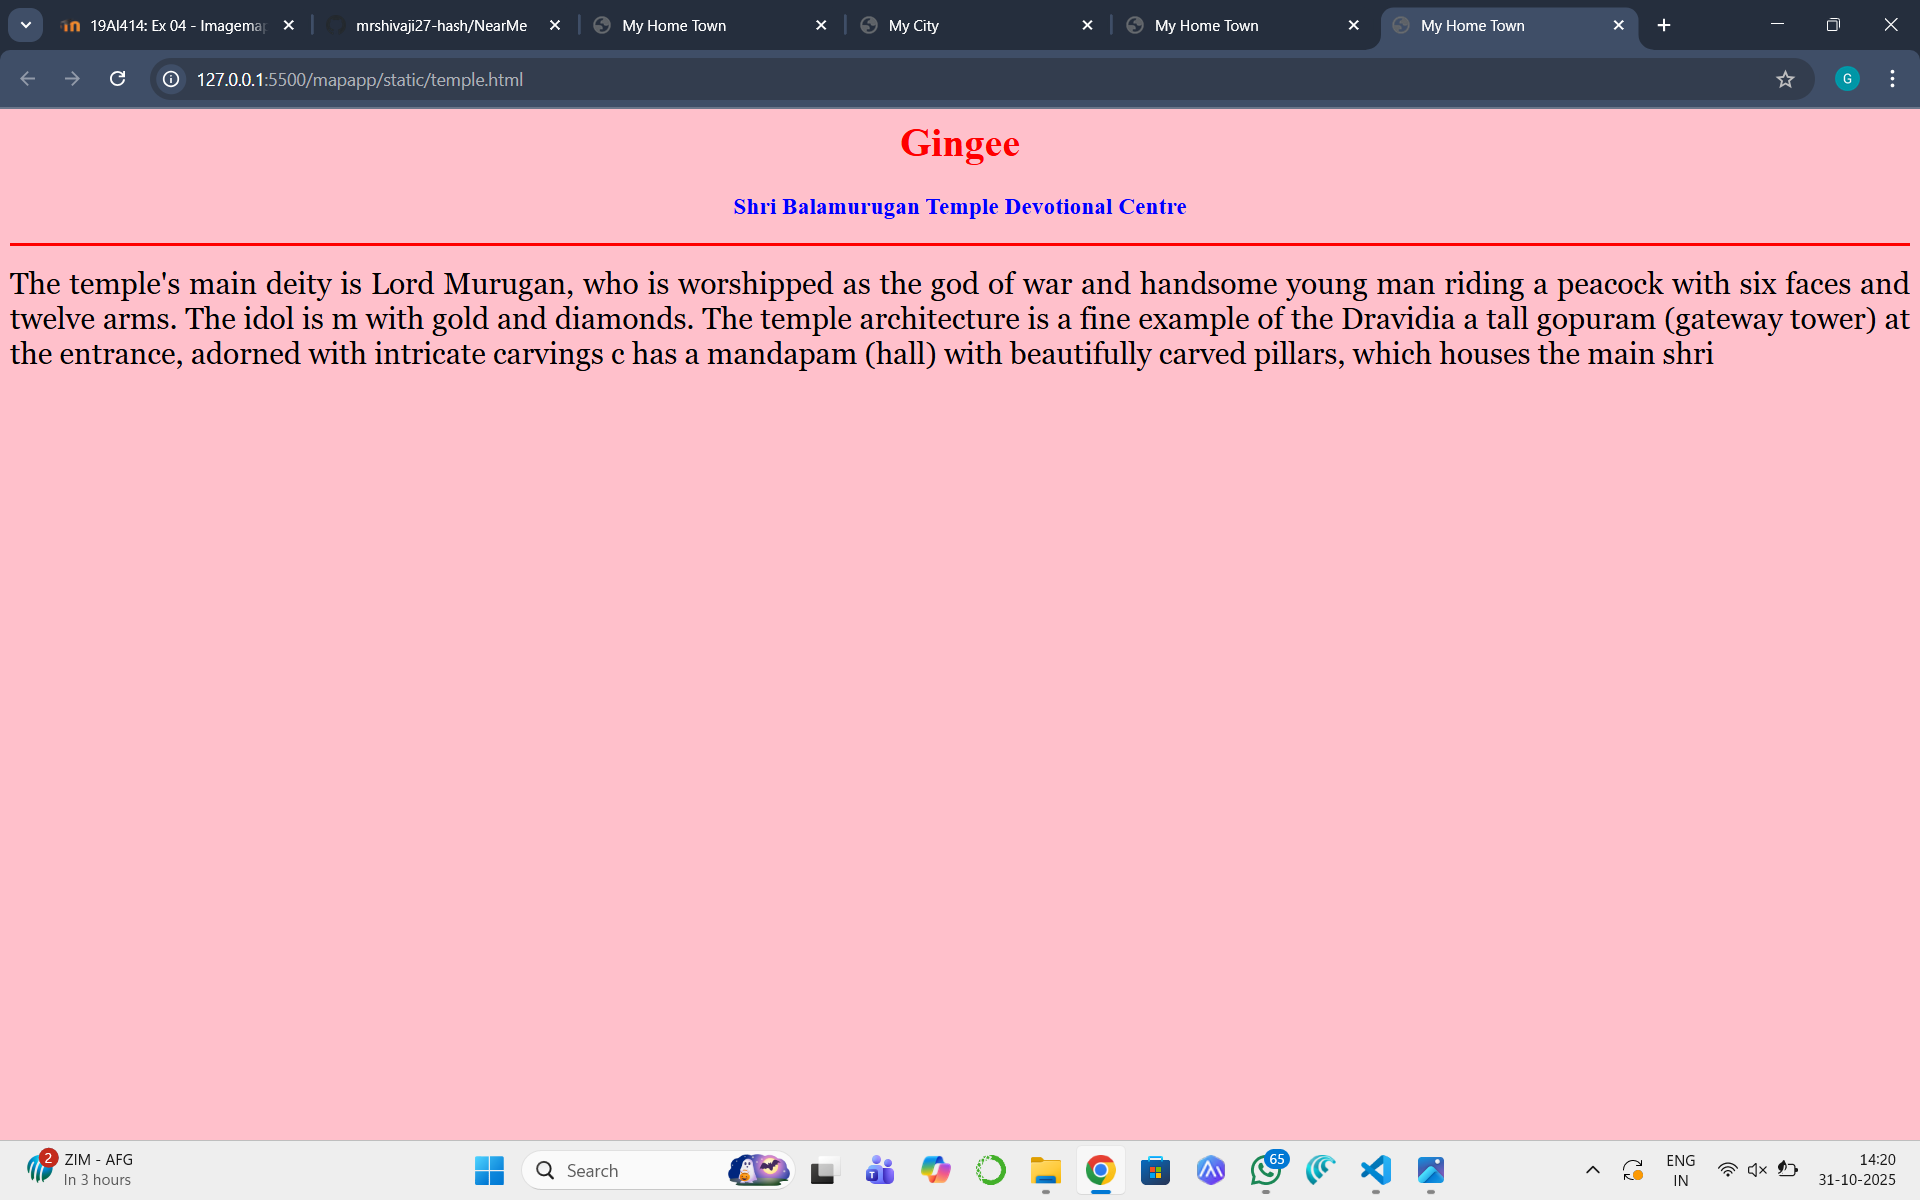 19AI414: Ex 04 - Imagemap
mrshivaji27-hash/NearMe
My Home Town
My City
My Home Town
My Home Town
127.0.0.1:5500/mapapp/static/temple.html
G
Gingee
Shri Balamurugan Temple Devotional Centre
The temple's main deity is Lord Murugan, who is worshipped as the god of war and handsome young man riding a peacock with six faces and
twelve arms. The idol is m with gold and diamonds. The temple architecture is a fine example of the Dravidia a tall gopuram (gateway tower) at
the entrance, adorned with intricate carvings c has a mandapam (hall) with beautifully carved pillars, which houses the main shri
2
ZIM - AFG
In 3 hours
Search
65
ENG
IN
14:20
31-10-2025